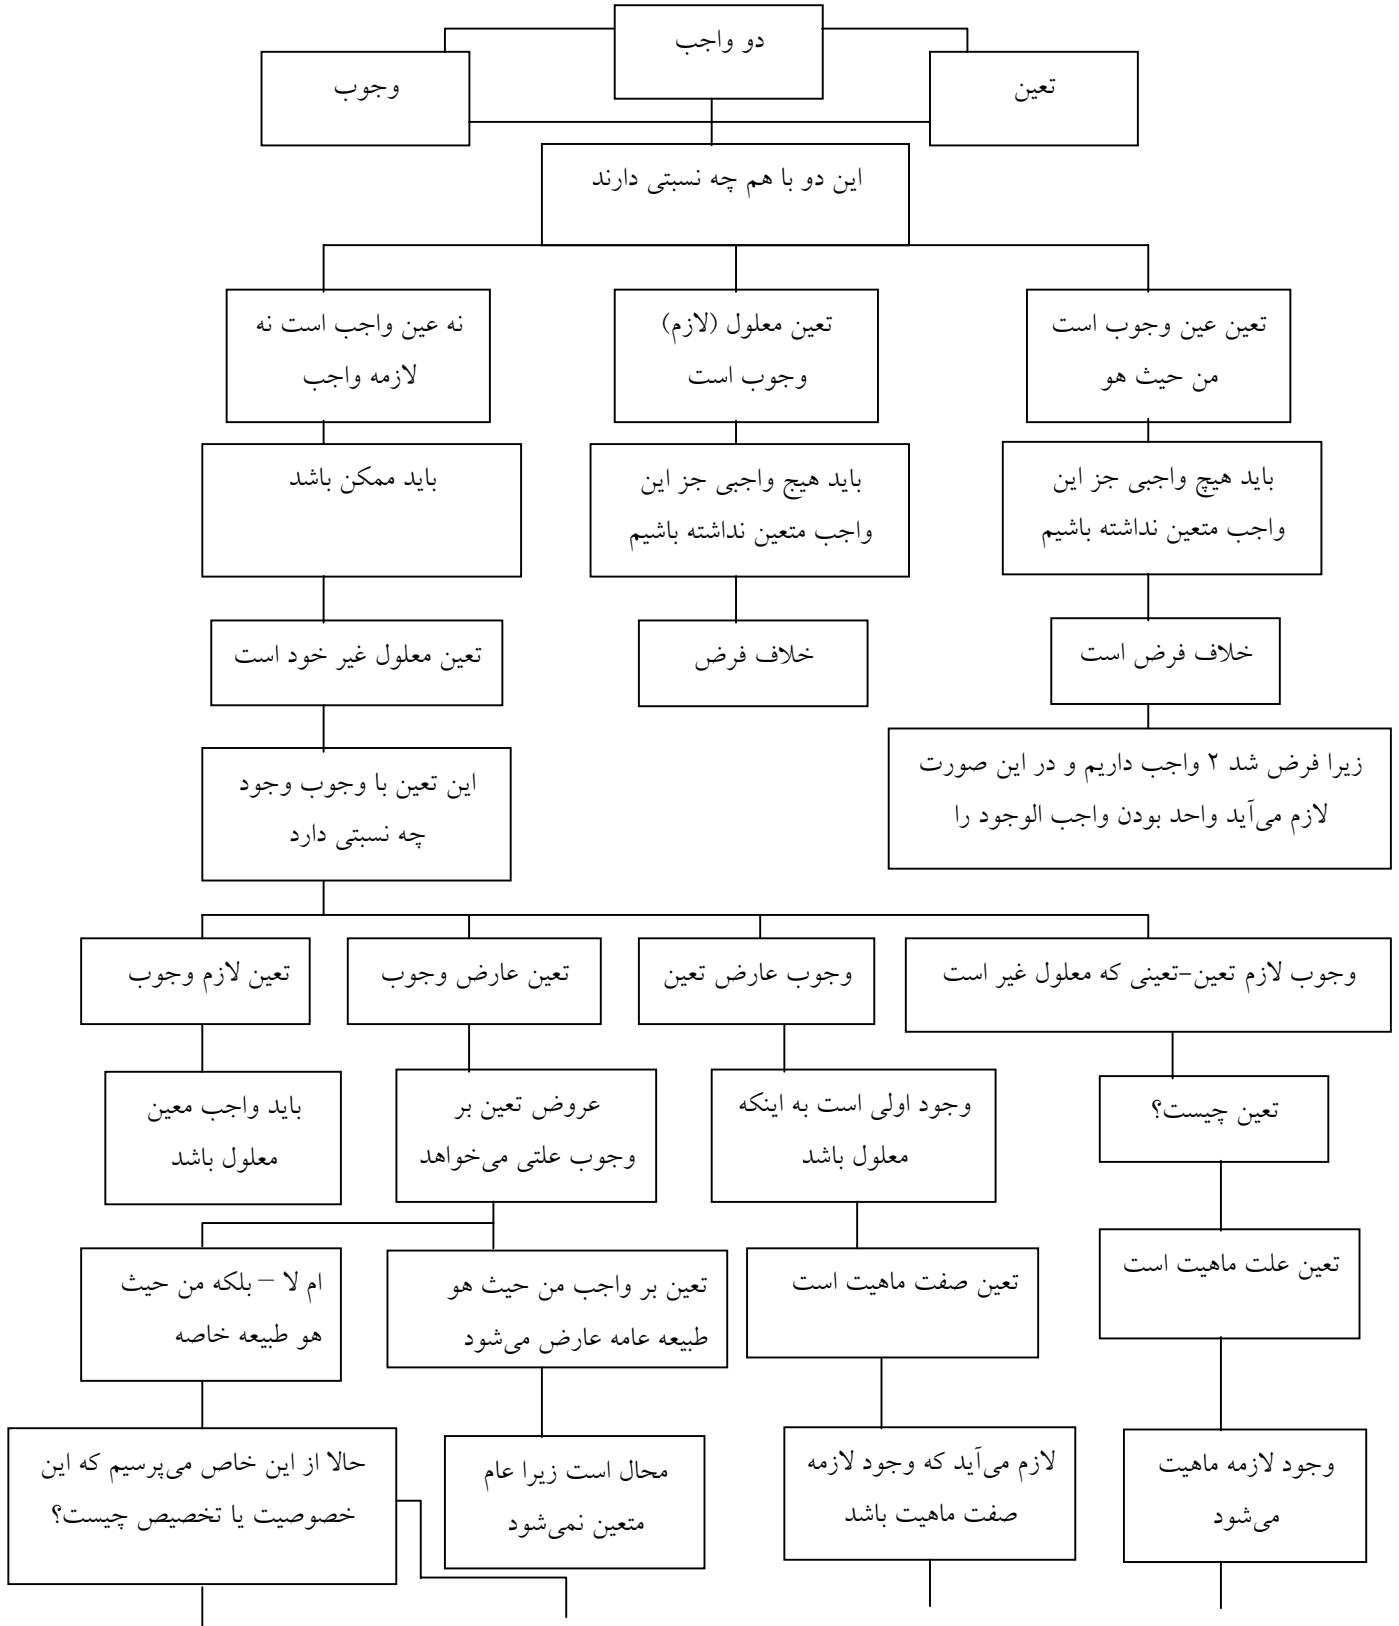 دو واجب
تعین
وجوب
این دو با هم چه نسبتی دارند
تعین عین وجوب است
من حیث هو
تعین معلول (لازم)
وجوب است
نه عین واجب است نه
لازمه واجب
باید هیچ واجبی جز این
واجب متعین نداشته باشیم
باید هیج واجبی جز این
واجب متعین نداشته باشیم
باید ممکن باشد
خلاف فرض است
خلاف فرض
تعین معلول غیر خود است
زیرا فرض شد ۲ واجب داریم و در این صورت
لازم می‌آید واحد بودن واجب الوجود را
این تعین با وجوب وجود
چه نسبتی دارد
وجوب لازم تعین-تعینی که معلول غیر است
وجوب عارض تعین
تعین عارض وجوب
تعین لازم وجوب
تعین چیست؟
وجود اولی است به اینکه
معلول باشد
عروض تعین بر
وجوب علتی می‌خواهد
باید واجب معین
معلول باشد
تعین علت ماهیت است
تعین صفت ماهیت است
تعین بر واجب من حیث هو
طبیعه عامه عارض می‌شود
ام لا – بلکه من حیث
هو طبیعه خاصه
وجود لازمه ماهیت
می‌شود
لازم می‌آید که وجود لازمه
صفت ماهیت باشد
محال است زیرا عام
متعین نمی‌شود
حالا از این خاص می‌پرسیم که این
خصوصیت یا تخصیص چیست؟